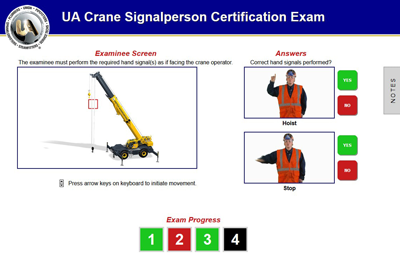 UA Crane Signalperson Certification Exam
Examinee Screen
The examinee must perform the required hand signal(s) as if facing the crane operator.
Press arrow keys on keyboard to initiate movement.
Answers
Correct hand signals performed?
YES
NO
Hoist
YES
NO
Stop
NOTES
Exam Progress
1 2 3 4